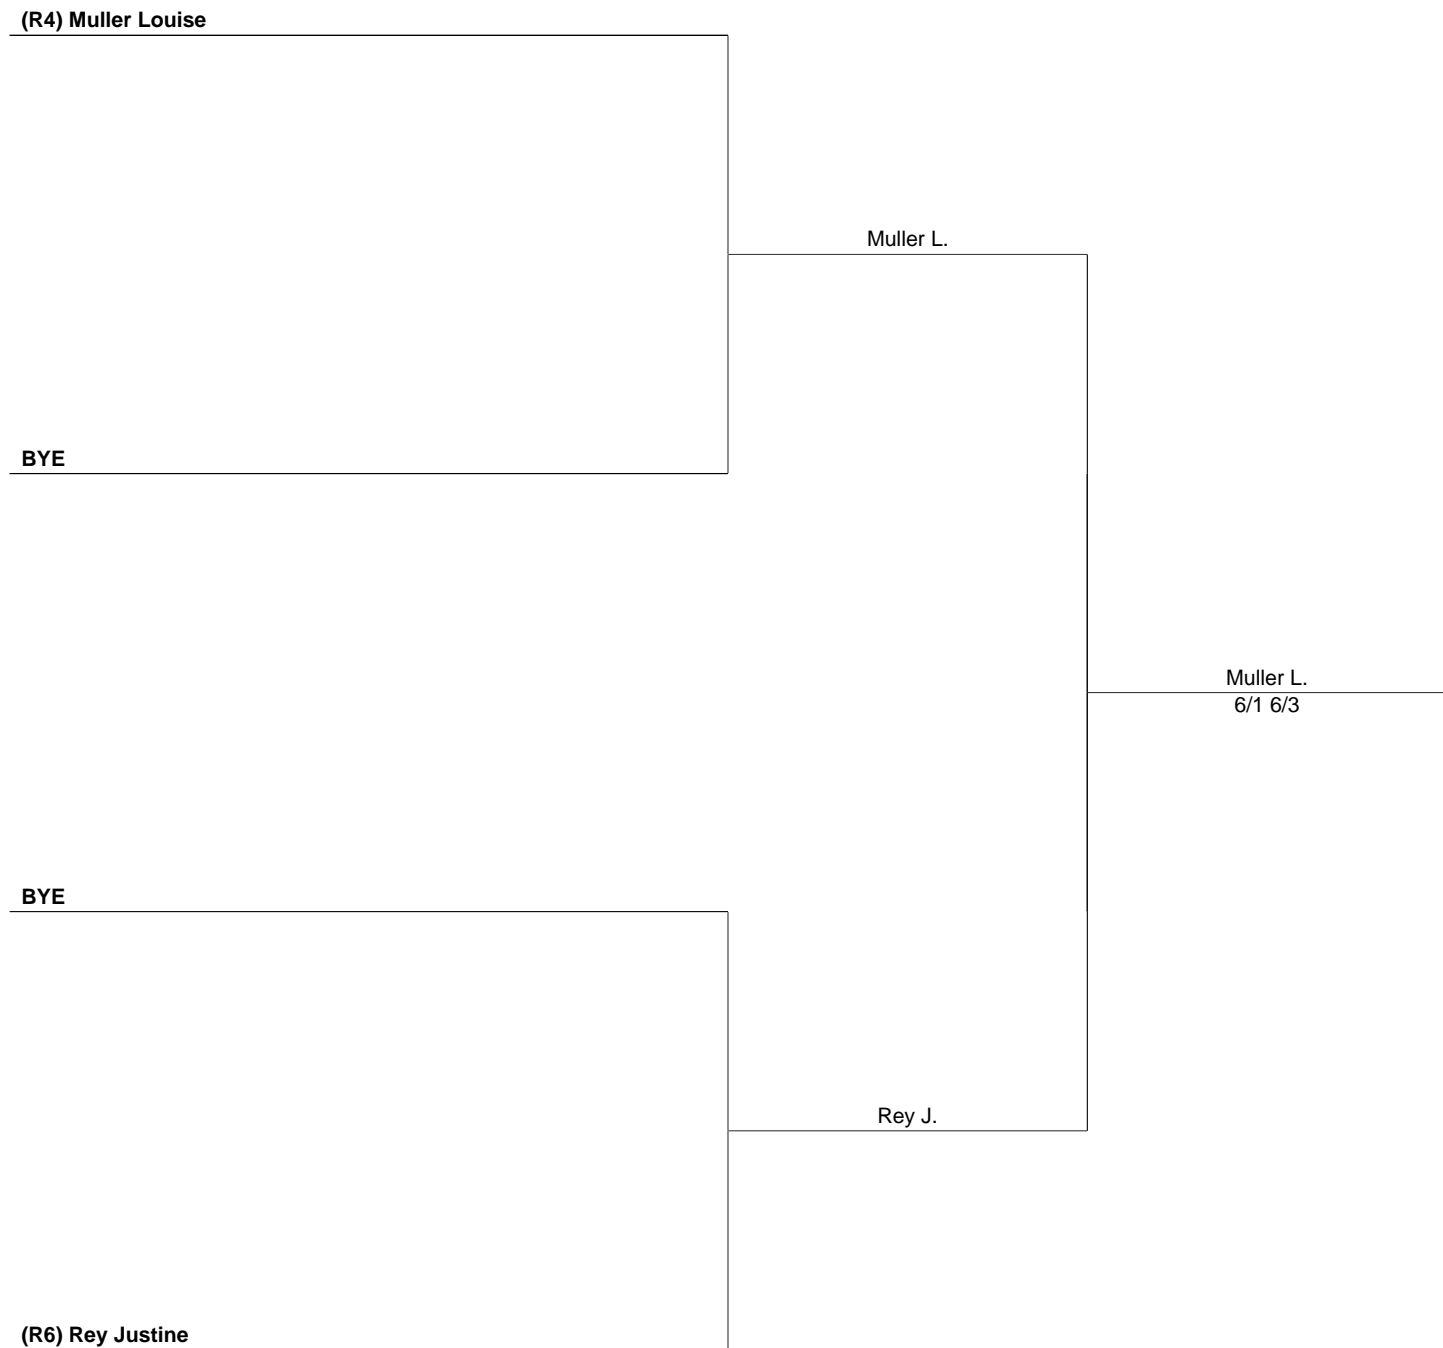 (R4) Muller Louise
Muller L.
BYE
Muller L.
6/1 6/3
BYE
Rey J.
(R6) Rey Justine